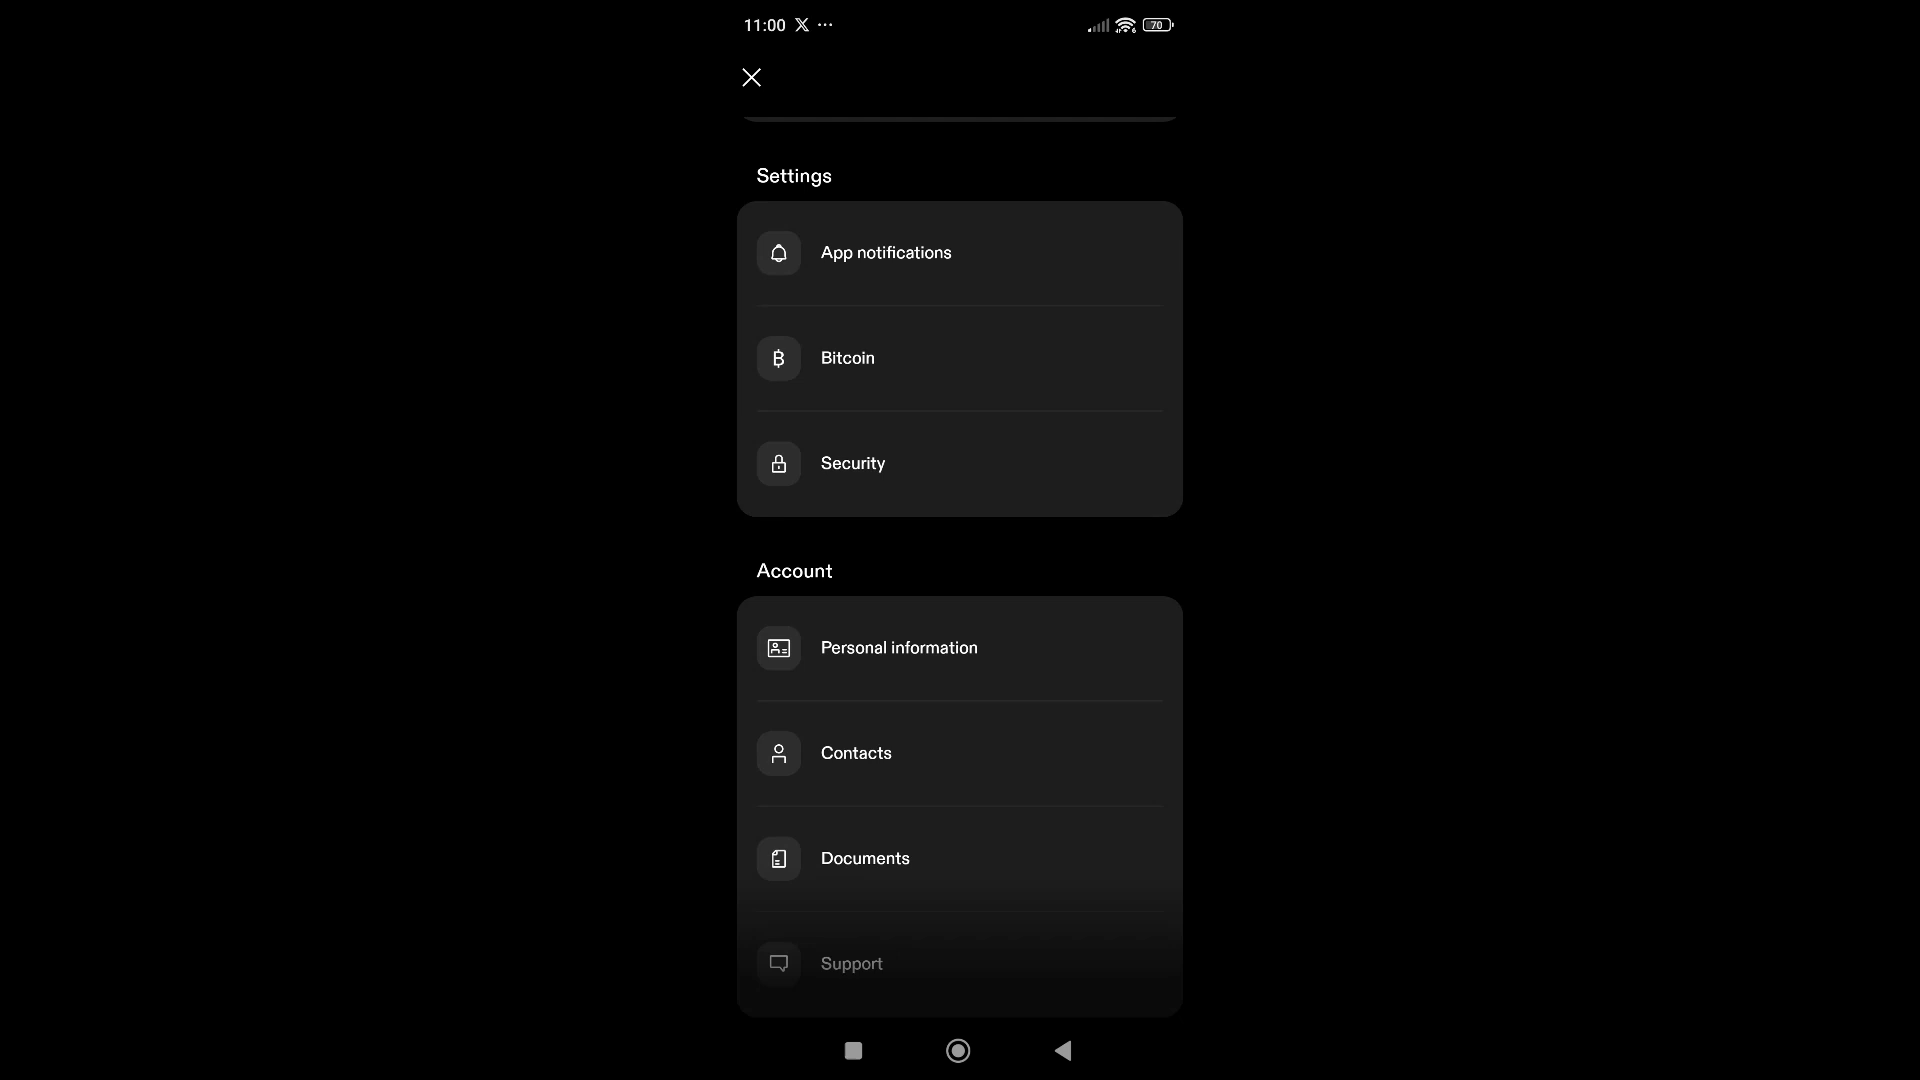 11:00
70
Settings
App notifications
Bitcoin
Security
Account
Personal information
Contacts
Documents
Support